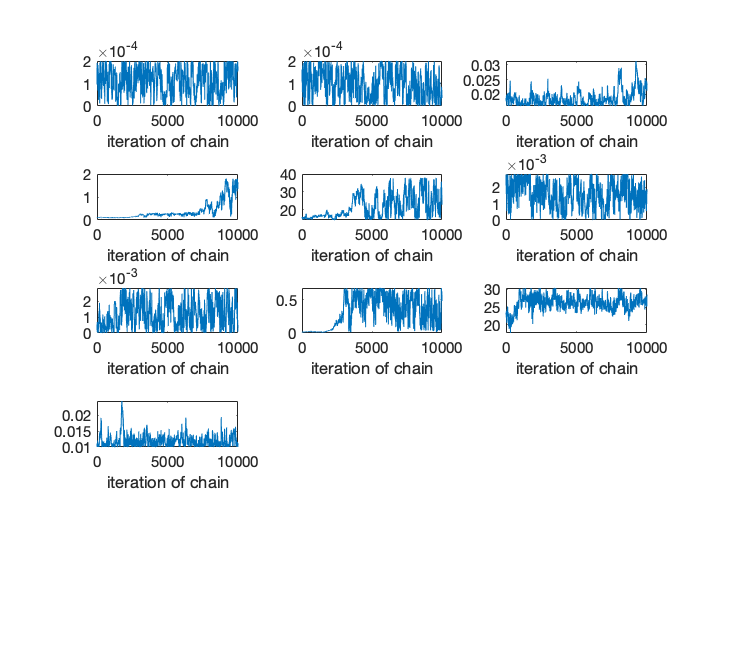 ×10-4 ×10-4
2 2 0.03
1 1 0.025
0 0 0.02
0 5000 10000 0 5000 10000 0 5000 10000
iteration of chain iteration of chain iteration of chain
×10-3
2 40 2
1 30 1
0 20 0
0 5000 10000 0 5000 10000 0 5000 10000
iteration of chain iteration of chain iteration of chain
×10-3
2 0.5 30
1 0 25
0 20
0 5000 10000 0 5000 10000 0 5000 10000
iteration of chain iteration of chain iteration of chain
0.02
0.015
0.01
0 5000 10000
iteration of chain